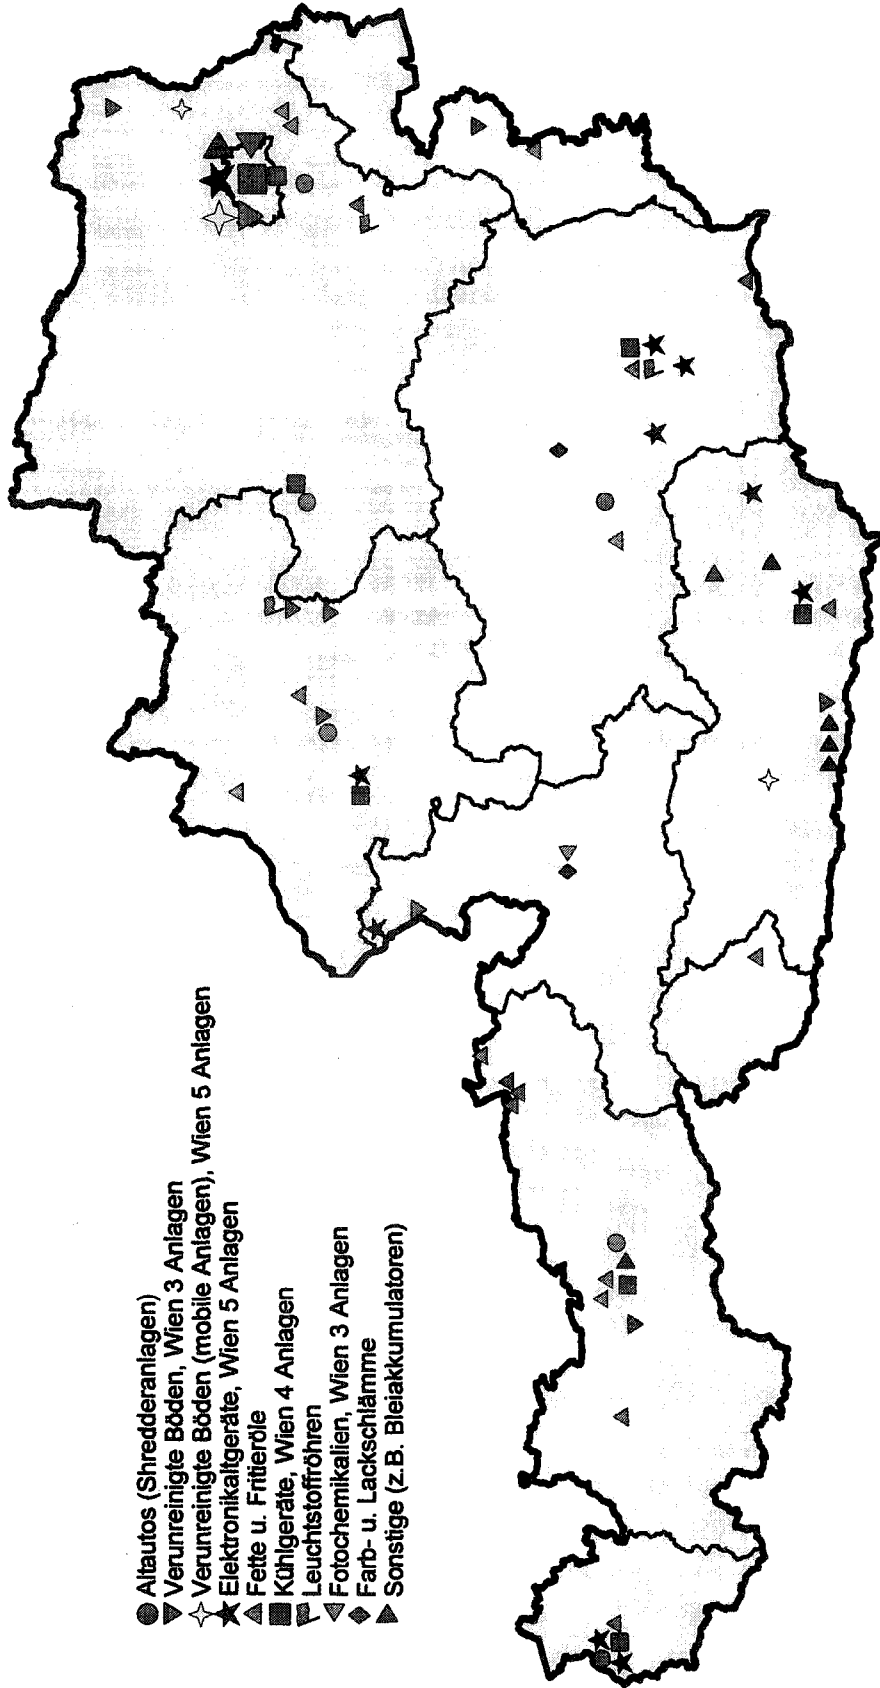 Altautos (Shredderanlagen)
Verunreinigte Böden, Wien 3 Anlagen
Verunreinigte Böden (mobile Anlagen), Wien 5 Anlagen
Elektronikaltgeräte, Wien 5 Anlagen
Fette u. Fritieröle
Kühlgeräte, Wien 4 Anlagen
Leuchtstoffröhren
Fotochemikalien, Wien 3 Anlagen
Farb- u. Lackschlämme
Sonstige (z.B. Bleiakkumulatoren)